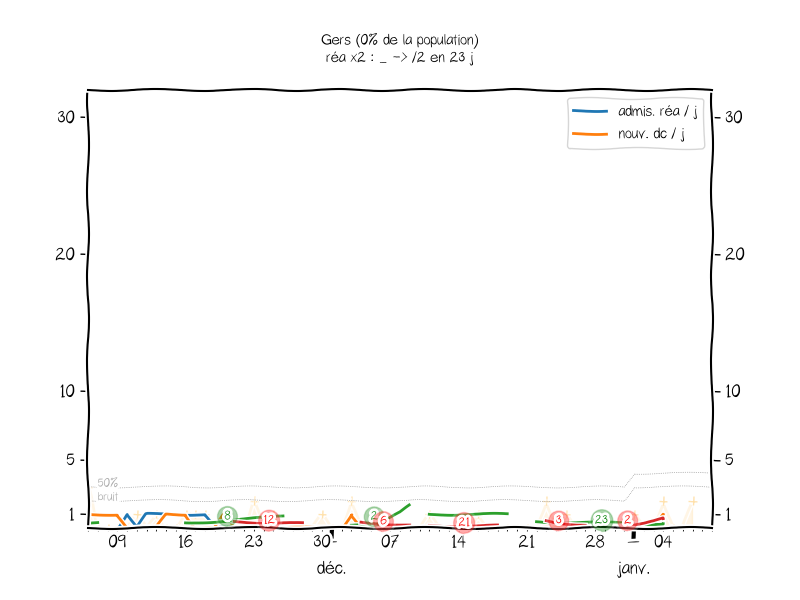 Gers (0% de la population)
réa x2 : _ -> /2 en 23 j
admis. réa / j
nouv. dc / j
30 30
20 20
10 10
5 5
50%
bruit
1 1
8 12 2 6 21 3 23 2
09 16 23 30 07 14 21 28 04
déc. janv.